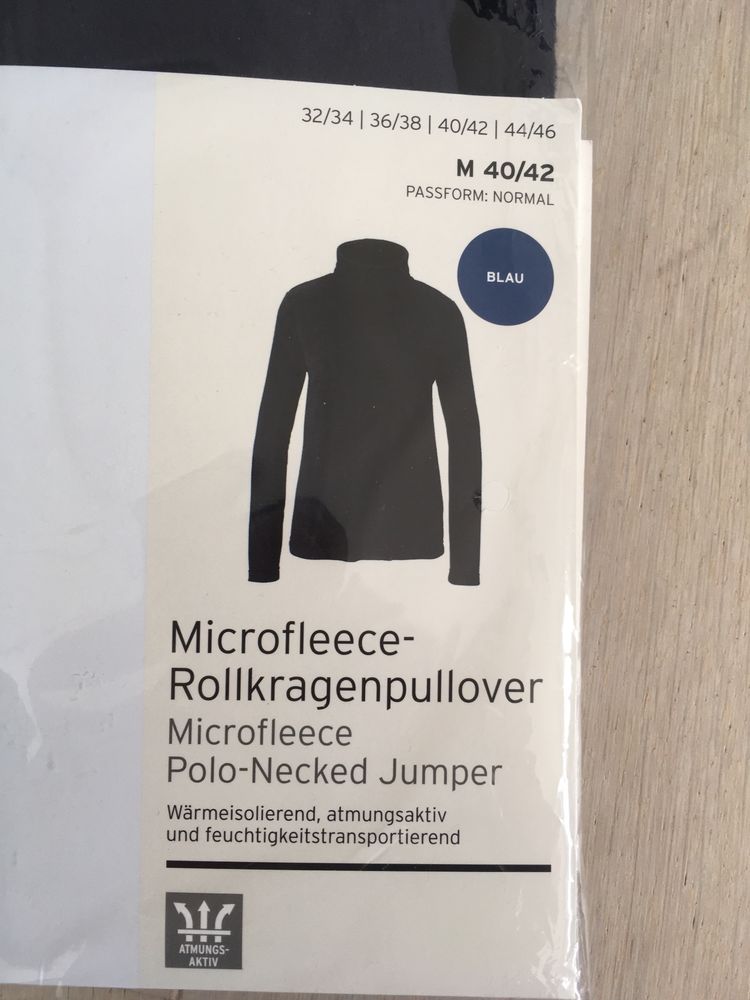 32/34 | 36/38 | 40/42 | 44/46
M 40/42
PASSFORM: NORMAL
BLAU
Microfleece-
Rollkragenpullover
Microfleece
Polo-Necked Jumper
Wärmeisolierend, atmungsaktiv
und feuchtigkeitstransportierend
ATMUNGS-
AKTIV